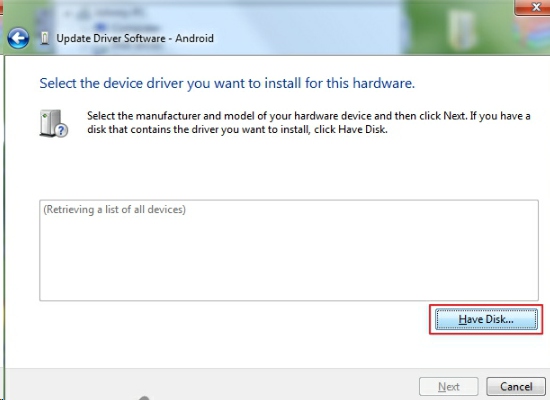 Update Driver Software - Android
Select the device driver you want to install for this hardware.
Select the manufacturer and model of your hardware device and then click Next. If you have a
disk that contains the driver you want to install, click Have Disk.
(Retrieving a list of all devices)
Have Disk...
Next
Cancel